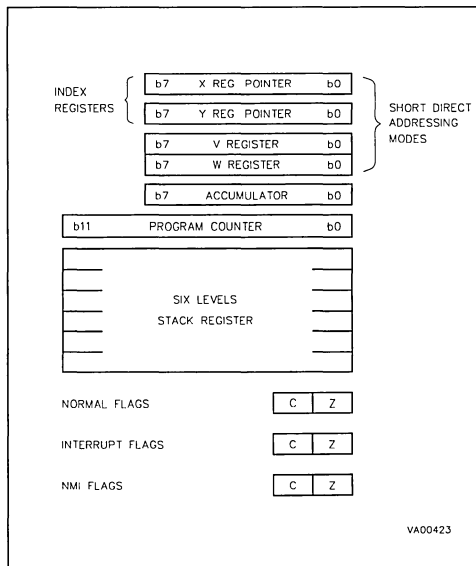 INDEX
REGISTERS
b7 X REG POINTER b0
b7 Y REG POINTER b0
b7 V REGISTER b0
b7 W REGISTER b0
SHORT DIRECT
ADDRESSING
MODES
b7 ACCUMULATOR b0
b11 PROGRAM COUNTER b0
SIX LEVELS
STACK REGISTER
NORMAL FLAGS C Z
INTERRUPT FLAGS C Z
NMI FLAGS C Z
VA00423